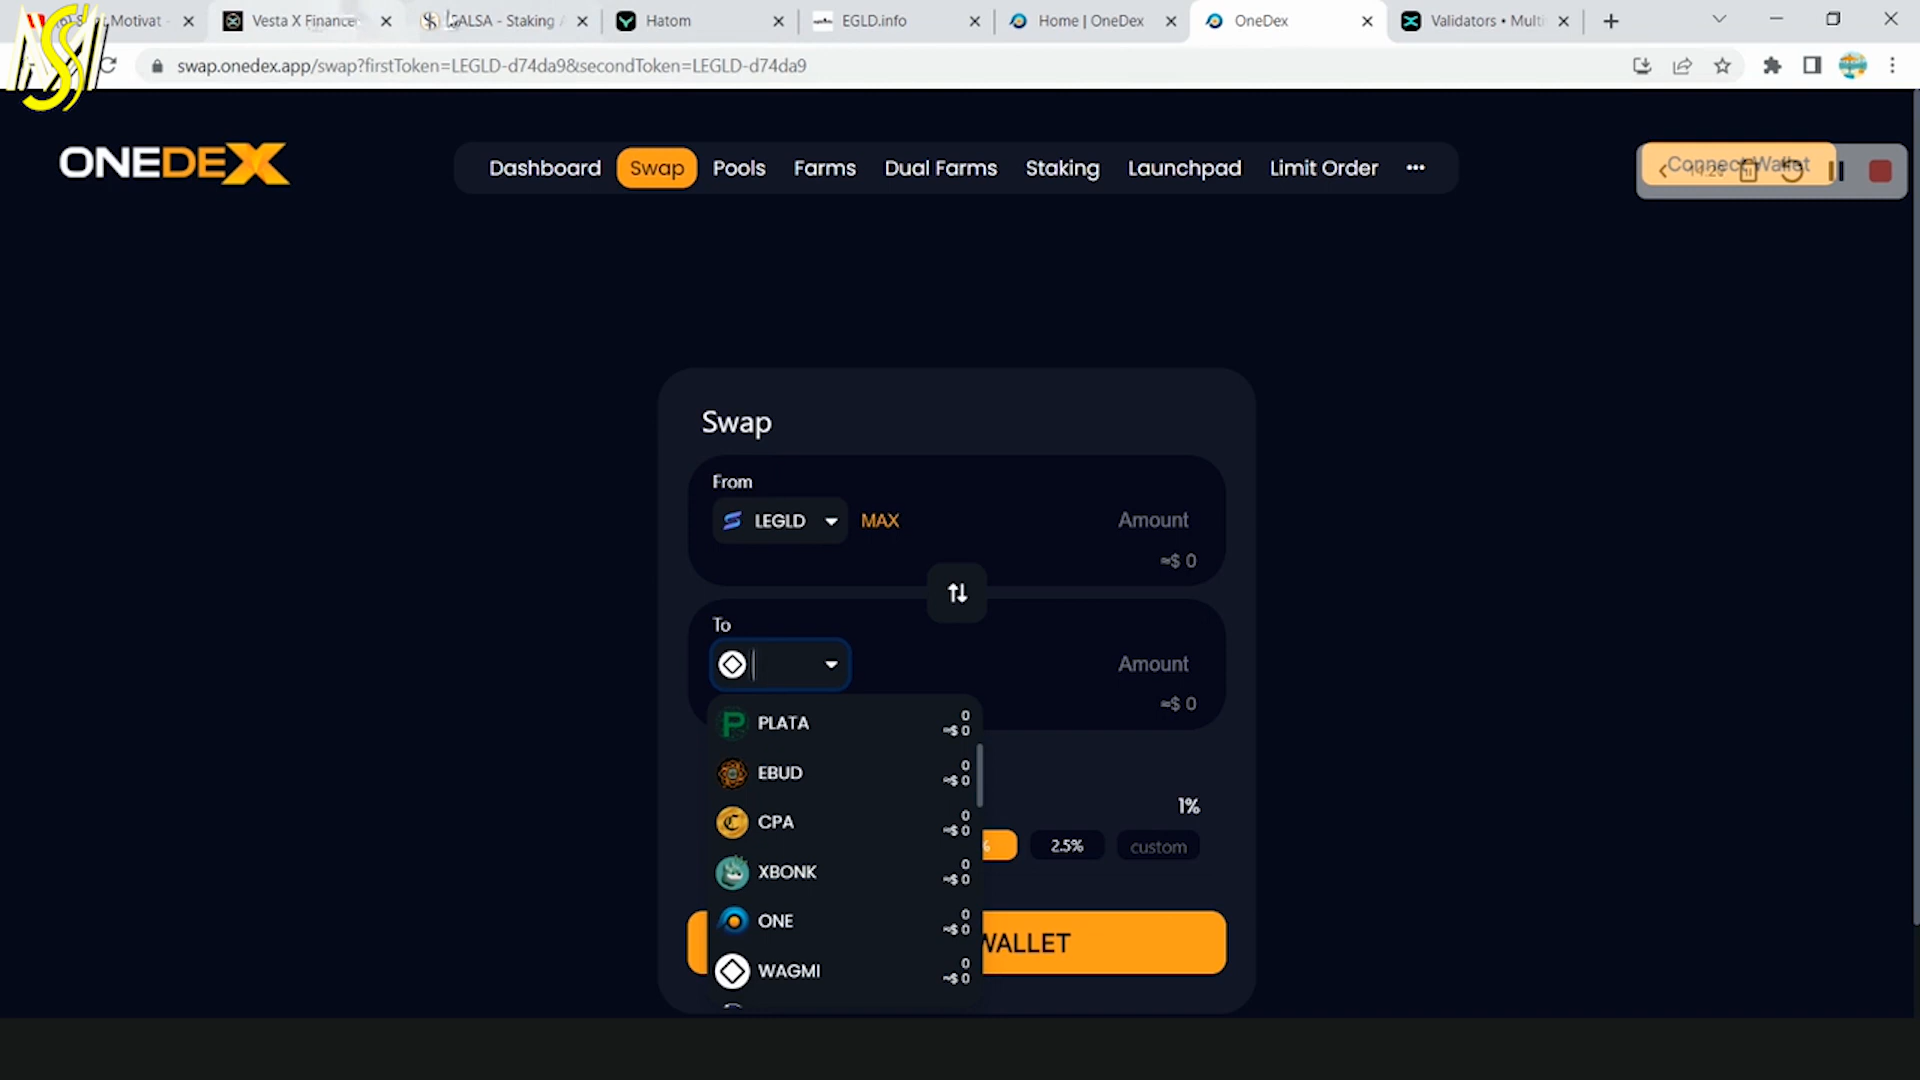 Motivat
Vesta X Finance
SALSA - Staking
Hatom
EGLD.info
Home | OneDex
OneDex
Validators • Multi
swap.onedex.app/swap?firstToken=LEGLD-d74da9&secondToken=LEGLD-d74da9
ONEDEX
Dashboard
Swap
Pools
Farms
Dual Farms
Staking
Launchpad
Limit Order
•••
Connect Wallet
Swap
From
LEGLD
MAX
Amount
≈$ 0
To
Amount
≈$ 0
PLATA
0
≈$ 0
EBUD
0
≈$ 0
CPA
0
≈$ 0
XBONK
0
≈$ 0
ONE
0
≈$ 0
WAGMI
0
≈$ 0
1%
%
2.5%
custom
WALLET